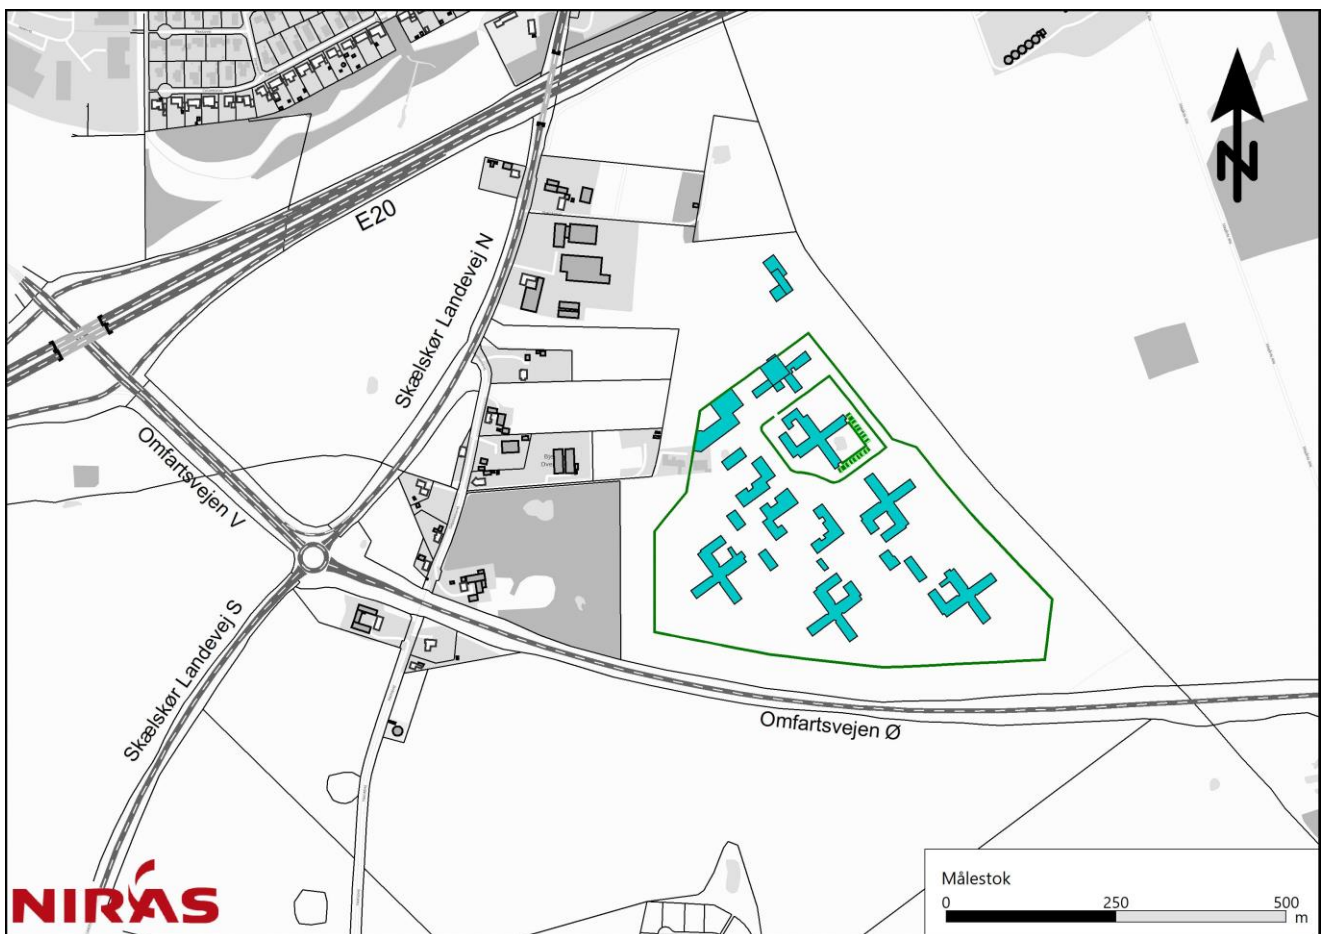 E20
Skælskør Landevej N
N
Omfartsvejen V
Skælskør Landevej S
Omfartsvejen Ø
NIRAS
Målestok
0 250 500
m